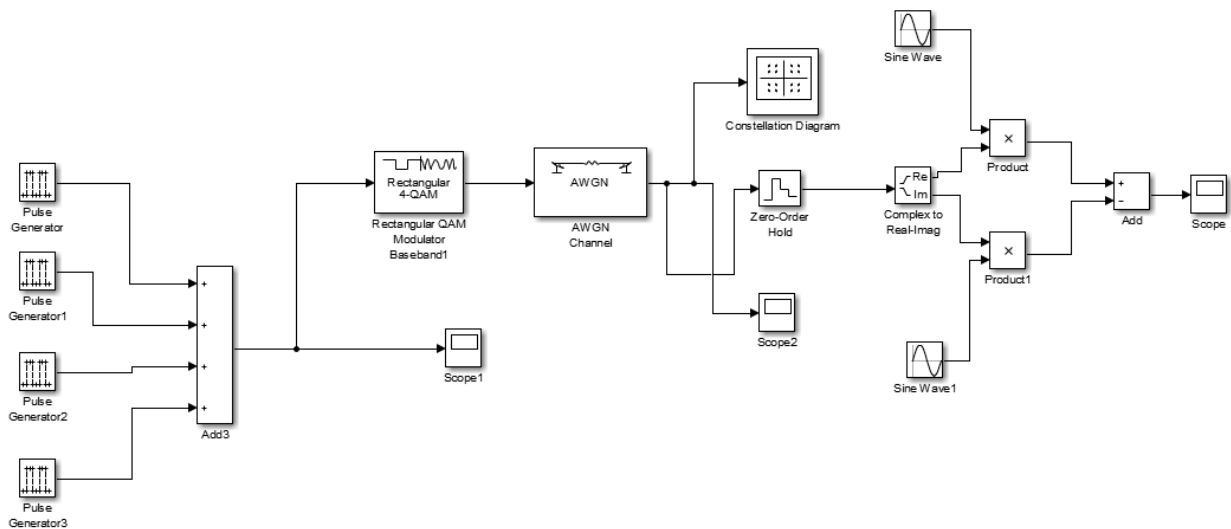 Sine Wave
Constellation Diagram
Rectangular
4-QAM
Rectangular QAM
Modulator
Baseband1
AWGN
AWGN
Channel
Zero-Order
Hold
Re
Im
Complex to
Real-Imag
×
Product
×
Product1
+
−
Add
Scope
Pulse
Generator
Pulse
Generator1
Pulse
Generator2
Pulse
Generator3
+
+
+
+
Add3
Scope1
Scope2
Sine Wave1